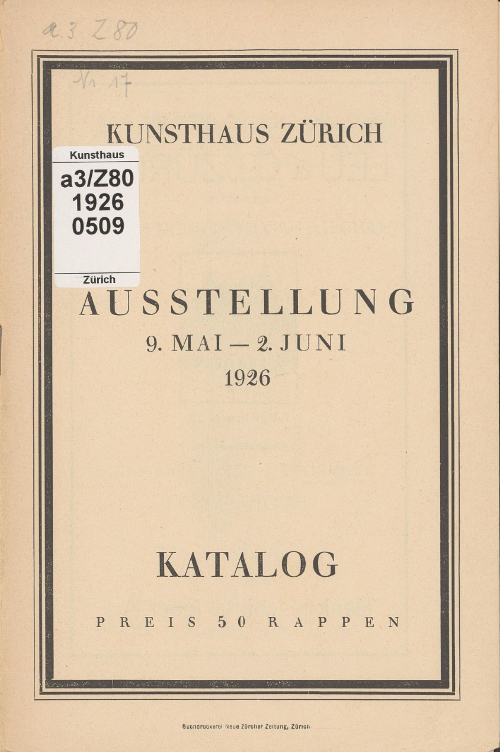 a.3 Z 80
Nr 17
KUNSTHAUS ZÜRICH
Kunsthaus
a3/Z80
1926
0509
Zürich
AUSSTELLUNG
9. MAI — 2. JUNI
1926
KATALOG
PREIS 50 RAPPEN
Buchdruckerei Neue Zürcher Zeitung, Zürich